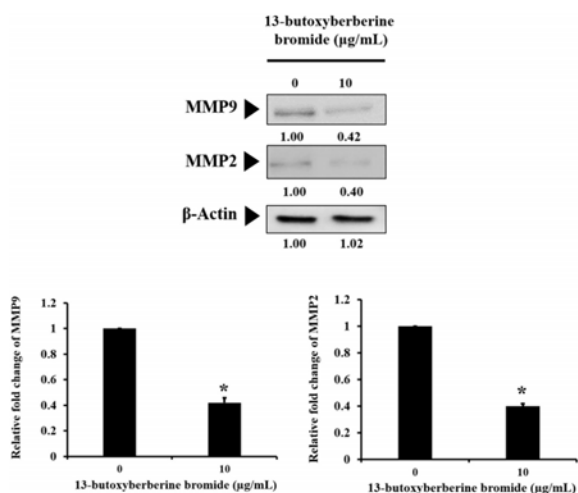 13-butoxyberberine
bromide (µg/mL)
0 10
MMP9
1.00 0.42
MMP2
1.00 0.40
β-Actin
1.00 1.02
Relative fold change of MMP9
1.2
1
0.8
0.6
0.4
0.2
0
*
0 10
13-butoxyberberine bromide (µg/mL)
Relative fold change of MMP2
1.2
1
0.8
0.6
0.4
0.2
0
*
0 10
13-butoxyberberine bromide (µg/mL)